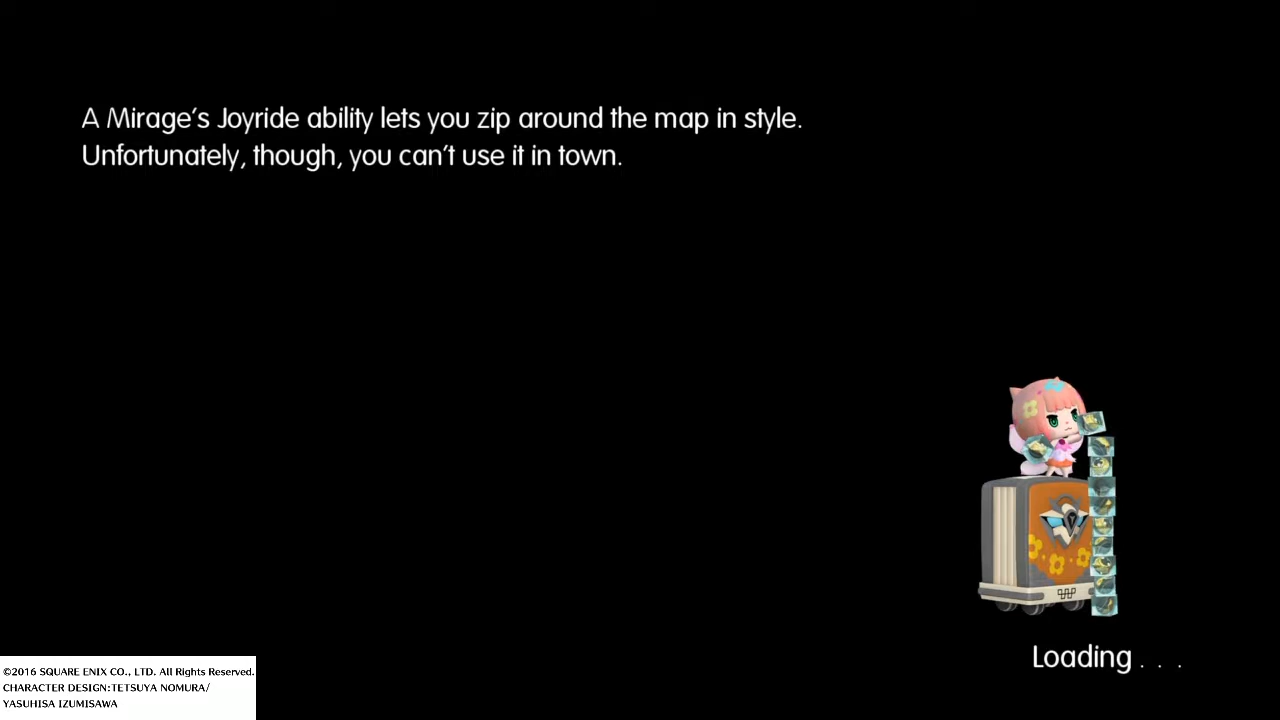 A Mirage's Joyride ability lets you zip around the map in style.
Unfortunately, though, you can't use it in town.
Loading . . .
©2016 SQUARE ENIX CO., LTD. All Rights Reserved.
CHARACTER DESIGN:TETSUYA NOMURA/
YASUHISA IZUMISAWA